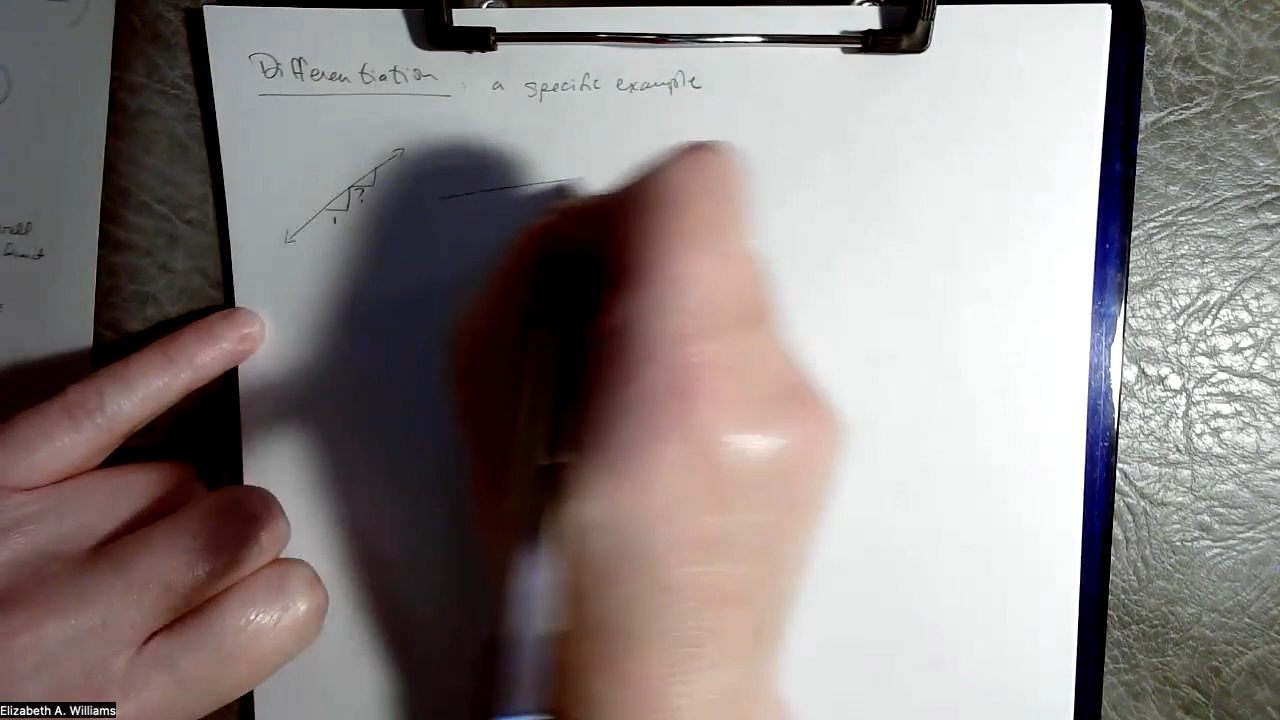 Differentiation : a specific example
1 ?
Elizabeth A. Williams